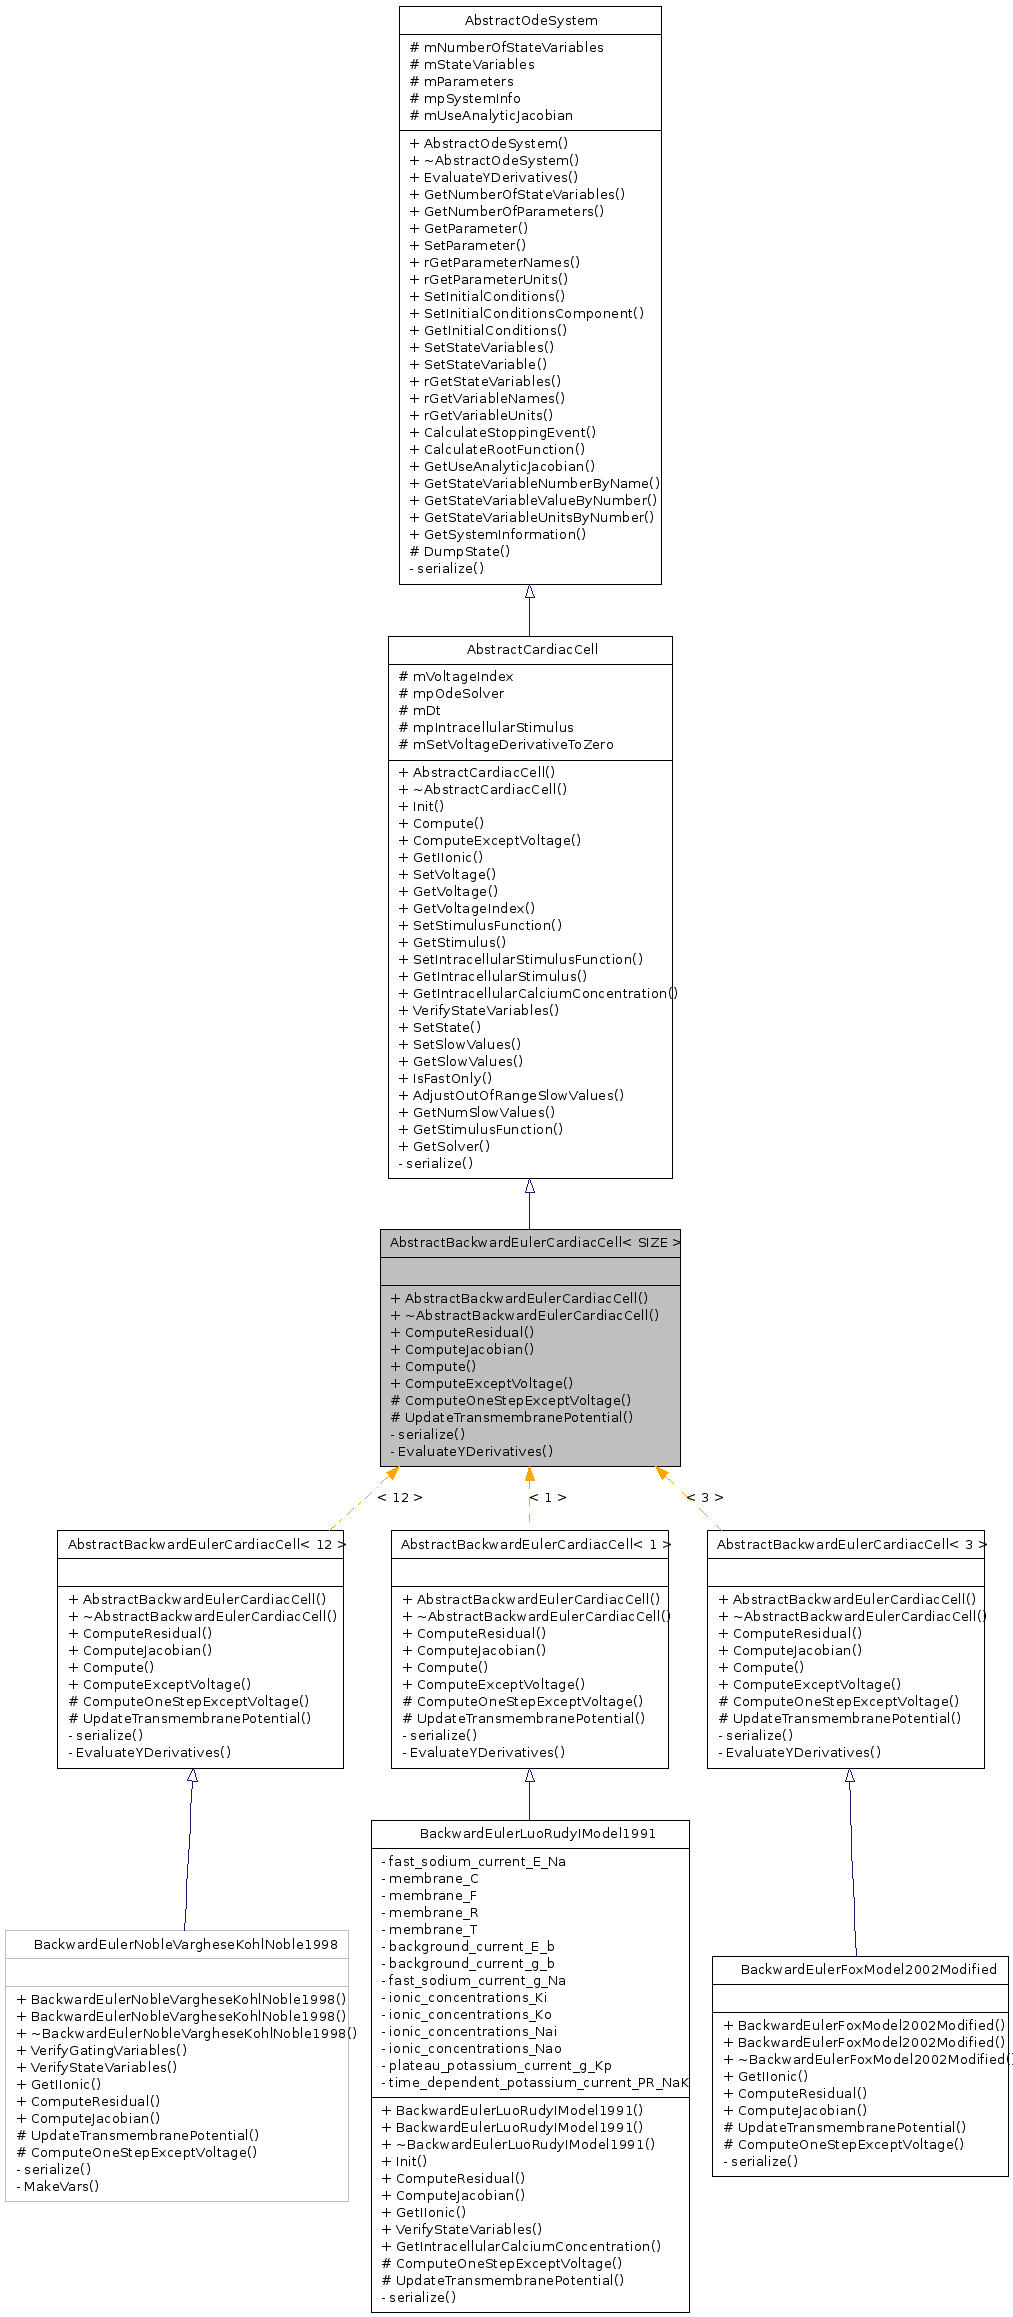 AbstractOdeSystem
# mNumberOfStateVariables
# mStateVariables
# mParameters
# mpSystemInfo
# mUseAnalyticJacobian
+ AbstractOdeSystem()
+ ~AbstractOdeSystem()
+ EvaluateYDerivatives()
+ GetNumberOfStateVariables()
+ GetNumberOfParameters()
+ GetParameter()
+ SetParameter()
+ rGetParameterNames()
+ rGetParameterUnits()
+ SetInitialConditions()
+ SetInitialConditionsComponent()
+ GetInitialConditions()
+ SetStateVariables()
+ SetStateVariable()
+ rGetStateVariables()
+ rGetVariableNames()
+ rGetVariableUnits()
+ CalculateStoppingEvent()
+ CalculateRootFunction()
+ GetUseAnalyticJacobian()
+ GetStateVariableNumberByName()
+ GetStateVariableValueByNumber()
+ GetStateVariableUnitsByNumber()
+ GetSystemInformation()
# DumpState()
- serialize()
AbstractCardiacCell
# mVoltageIndex
# mpOdeSolver
# mDt
# mpIntracellularStimulus
# mSetVoltageDerivativeToZero
+ AbstractCardiacCell()
+ ~AbstractCardiacCell()
+ Init()
+ Compute()
+ ComputeExceptVoltage()
+ GetIIonic()
+ SetVoltage()
+ GetVoltage()
+ GetVoltageIndex()
+ SetStimulusFunction()
+ GetStimulus()
+ SetIntracellularStimulusFunction()
+ GetIntracellularStimulus()
+ GetIntracellularCalciumConcentration()
+ VerifyStateVariables()
+ SetState()
+ SetSlowValues()
+ GetSlowValues()
+ IsFastOnly()
+ AdjustOutOfRangeSlowValues()
+ GetNumSlowValues()
+ GetStimulusFunction()
+ GetSolver()
- serialize()
AbstractBackwardEulerCardiacCell< SIZE >
+ AbstractBackwardEulerCardiacCell()
+ ~AbstractBackwardEulerCardiacCell()
+ ComputeResidual()
+ ComputeJacobian()
+ Compute()
+ ComputeExceptVoltage()
# ComputeOneStepExceptVoltage()
# UpdateTransmembranePotential()
- serialize()
- EvaluateYDerivatives()
< 12 >
< 1 >
< 3 >
AbstractBackwardEulerCardiacCell< 12 >
+ AbstractBackwardEulerCardiacCell()
+ ~AbstractBackwardEulerCardiacCell()
+ ComputeResidual()
+ ComputeJacobian()
+ Compute()
+ ComputeExceptVoltage()
# ComputeOneStepExceptVoltage()
# UpdateTransmembranePotential()
- serialize()
- EvaluateYDerivatives()
AbstractBackwardEulerCardiacCell< 1 >
+ AbstractBackwardEulerCardiacCell()
+ ~AbstractBackwardEulerCardiacCell()
+ ComputeResidual()
+ ComputeJacobian()
+ Compute()
+ ComputeExceptVoltage()
# ComputeOneStepExceptVoltage()
# UpdateTransmembranePotential()
- serialize()
- EvaluateYDerivatives()
AbstractBackwardEulerCardiacCell< 3 >
+ AbstractBackwardEulerCardiacCell()
+ ~AbstractBackwardEulerCardiacCell()
+ ComputeResidual()
+ ComputeJacobian()
+ Compute()
+ ComputeExceptVoltage()
# ComputeOneStepExceptVoltage()
# UpdateTransmembranePotential()
- serialize()
- EvaluateYDerivatives()
BackwardEulerNobleVargheseKohlNoble1998
+ BackwardEulerNobleVargheseKohlNoble1998()
+ BackwardEulerNobleVargheseKohlNoble1998()
+ ~BackwardEulerNobleVargheseKohlNoble1998()
+ VerifyGatingVariables()
+ VerifyStateVariables()
+ GetIIonic()
+ ComputeResidual()
+ ComputeJacobian()
# UpdateTransmembranePotential()
# ComputeOneStepExceptVoltage()
- serialize()
- MakeVars()
BackwardEulerLuoRudyIModel1991
- fast_sodium_current_E_Na
- membrane_C
- membrane_F
- membrane_R
- membrane_T
- background_current_E_b
- background_current_g_b
- fast_sodium_current_g_Na
- ionic_concentrations_Ki
- ionic_concentrations_Ko
- ionic_concentrations_Nai
- ionic_concentrations_Nao
- plateau_potassium_current_g_Kp
- time_dependent_potassium_current_PR_NaK
+ BackwardEulerLuoRudyIModel1991()
+ BackwardEulerLuoRudyIModel1991()
+ ~BackwardEulerLuoRudyIModel1991()
+ Init()
+ ComputeResidual()
+ ComputeJacobian()
+ GetIIonic()
+ VerifyStateVariables()
+ GetIntracellularCalciumConcentration()
# ComputeOneStepExceptVoltage()
# UpdateTransmembranePotential()
- serialize()
BackwardEulerFoxModel2002Modified
+ BackwardEulerFoxModel2002Modified()
+ BackwardEulerFoxModel2002Modified()
+ ~BackwardEulerFoxModel2002Modified()
+ GetIIonic()
+ ComputeResidual()
+ ComputeJacobian()
# UpdateTransmembranePotential()
# ComputeOneStepExceptVoltage()
- serialize()